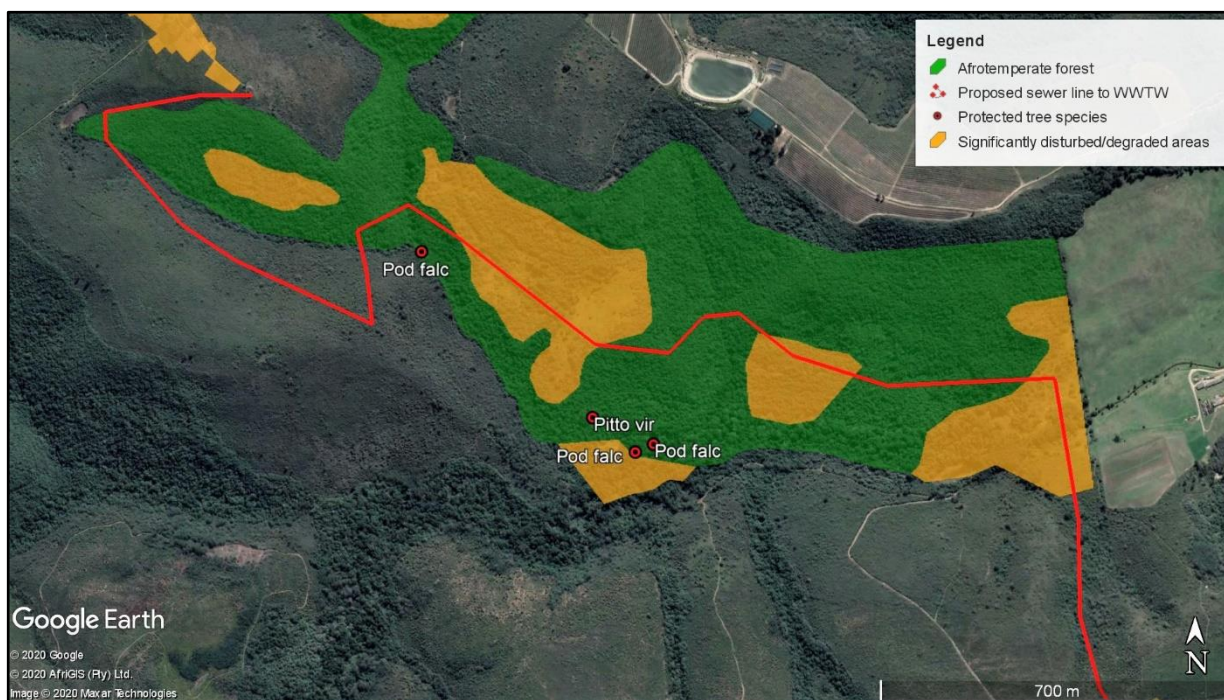 Legend
Afrotemperate forest
Proposed sewer line to WWTW
Protected tree species
Significantly disturbed/degraded areas
Pod falc
Pitto vir
Pod falc
Pod falc
Google Earth
© 2020 Google
© 2020 AfriGIS (Pty) Ltd.
Image © 2020 Maxar Technologies
N
700 m